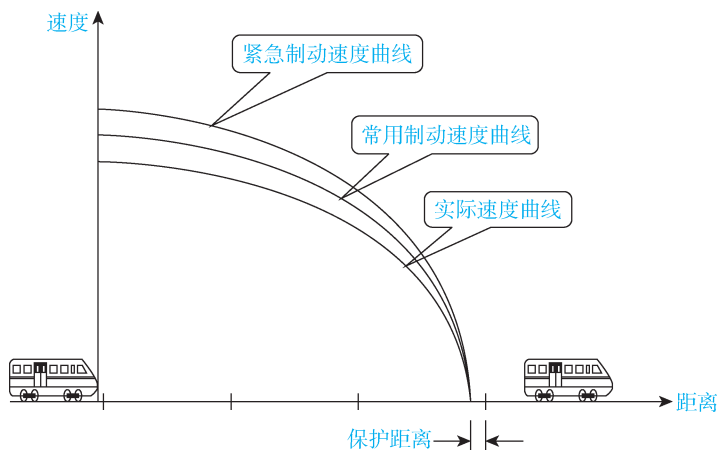 速度
紧急制动速度曲线
常用制动速度曲线
实际速度曲线
距离
保护距离